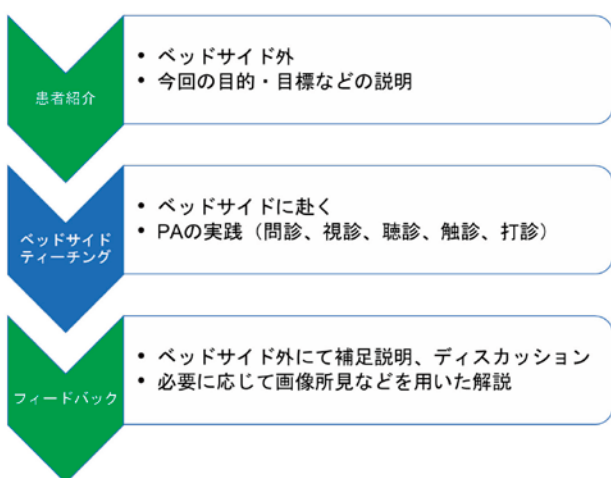 患者紹介
• ベッドサイド外
• 今回の目的・目標などの説明
ベッドサイド
ティーチング
• ベッドサイドに赴く
• PAの実践（問診、視診、聴診、触診、打診）
フィードバック
• ベッドサイド外にて補足説明、ディスカッション
• 必要に応じて画像所見などを用いた解説